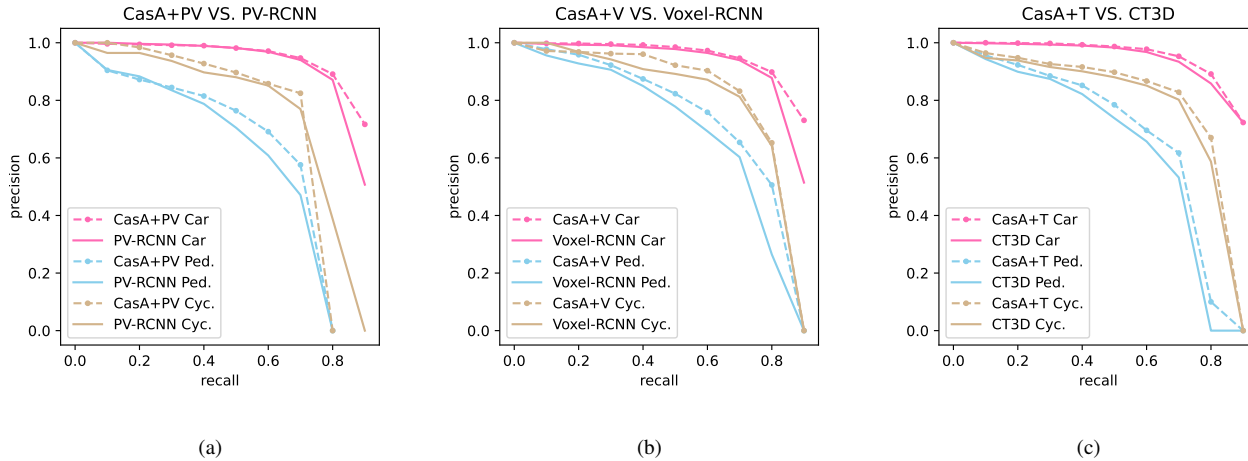 CasA+PV VS. PV-RCNN
1.0
0.8
0.6
0.4
0.2
0.0
precision
CasA+PV Car
PV-RCNN Car
CasA+PV Ped.
PV-RCNN Ped.
CasA+PV Cyc.
PV-RCNN Cyc.
0.0 0.2 0.4 0.6 0.8
recall
(a)
CasA+V VS. Voxel-RCNN
1.0
0.8
0.6
0.4
0.2
0.0
precision
CasA+V Car
Voxel-RCNN Car
CasA+V Ped.
Voxel-RCNN Ped.
CasA+V Cyc.
Voxel-RCNN Cyc.
0.0 0.2 0.4 0.6 0.8
recall
(b)
CasA+T VS. CT3D
1.0
0.8
0.6
0.4
0.2
0.0
precision
CasA+T Car
CT3D Car
CasA+T Ped.
CT3D Ped.
CasA+T Cyc.
CT3D Cyc.
0.0 0.2 0.4 0.6 0.8
recall
(c)